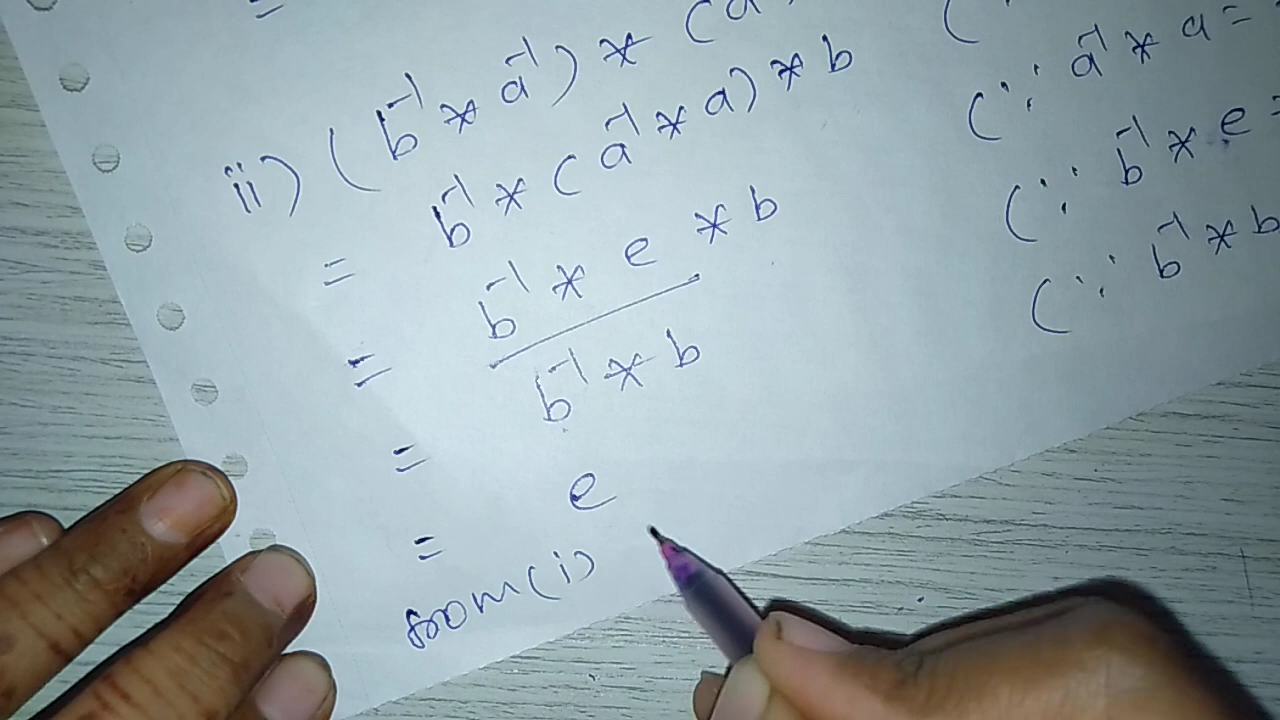 =
ii) (b⁻¹ * a⁻¹) * (a
= b⁻¹ * (a⁻¹ * a) * b
= b⁻¹ * e * b
= b⁻¹ * b
= e
from (i)
(∵
(∵ a⁻¹ * a =
(∵ b⁻¹ * e =
(∵ b⁻¹ * b